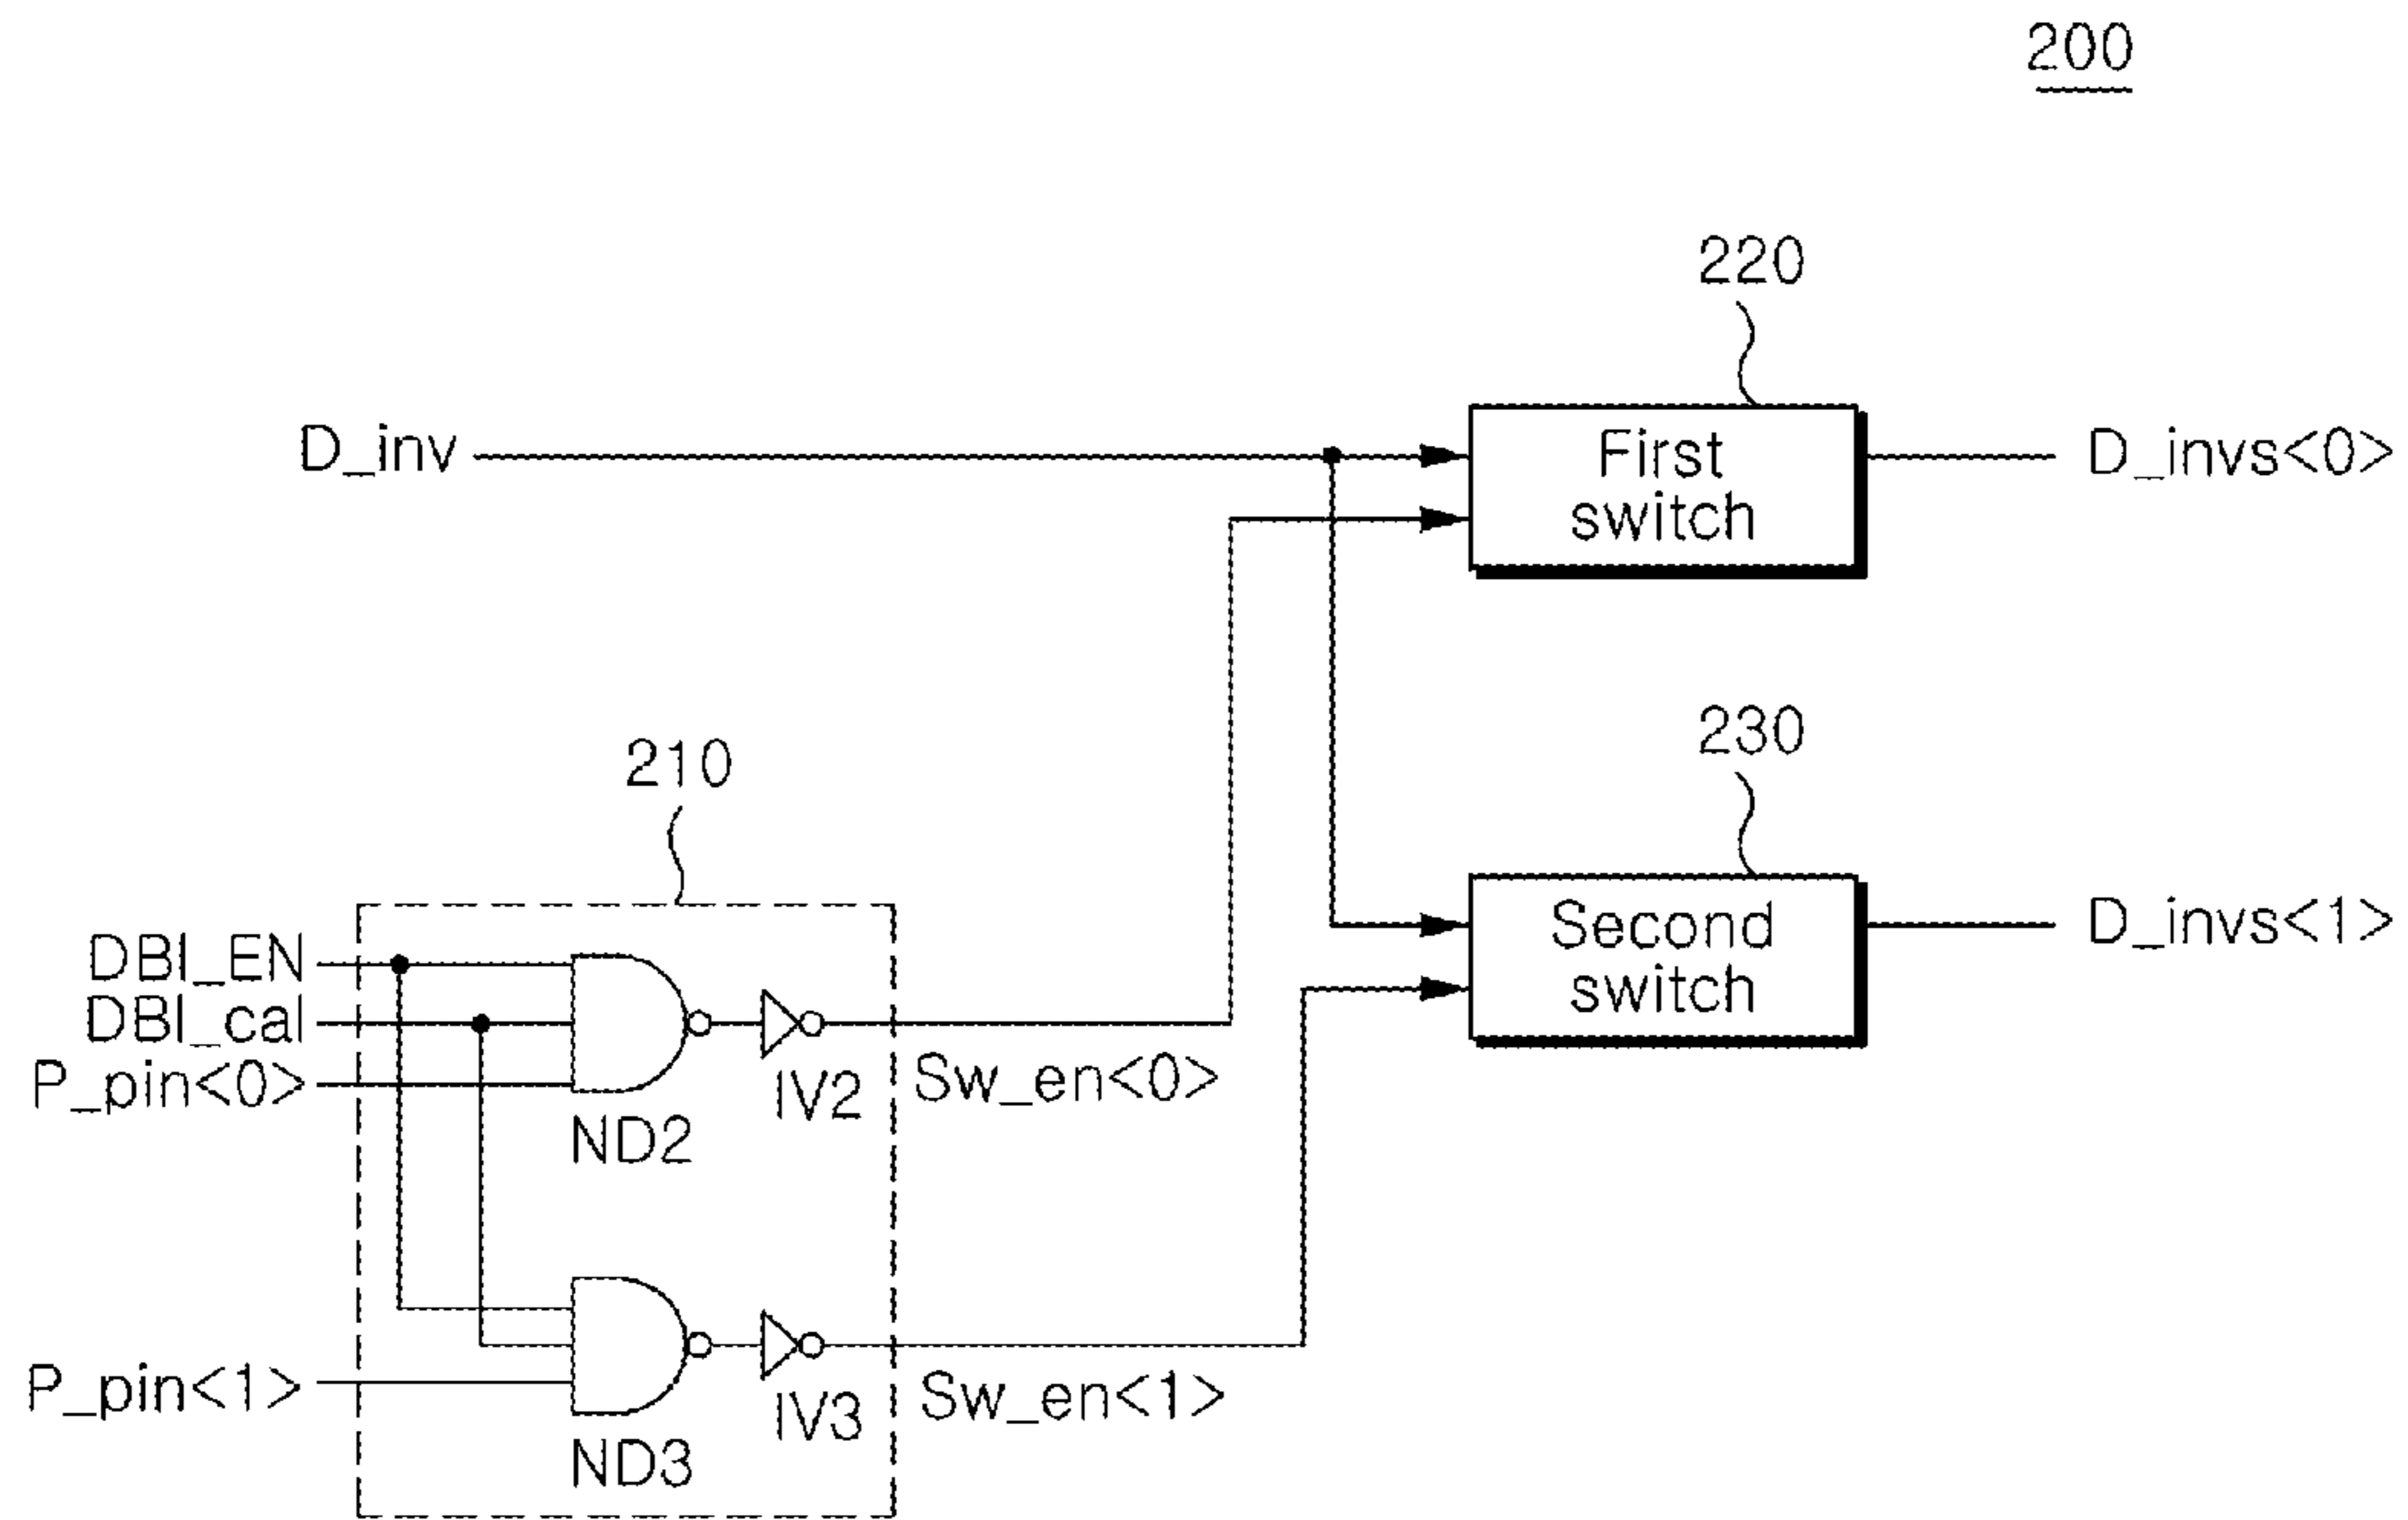 200
220
D_inv
First
switch
D_invs<0>
230
210
Second
switch
D_invs<1>
DBI_EN
DBI_cal
P_pin<0>
IV2
Sw_en<0>
ND2
P_pin<1>
IV3
Sw_en<1>
ND3